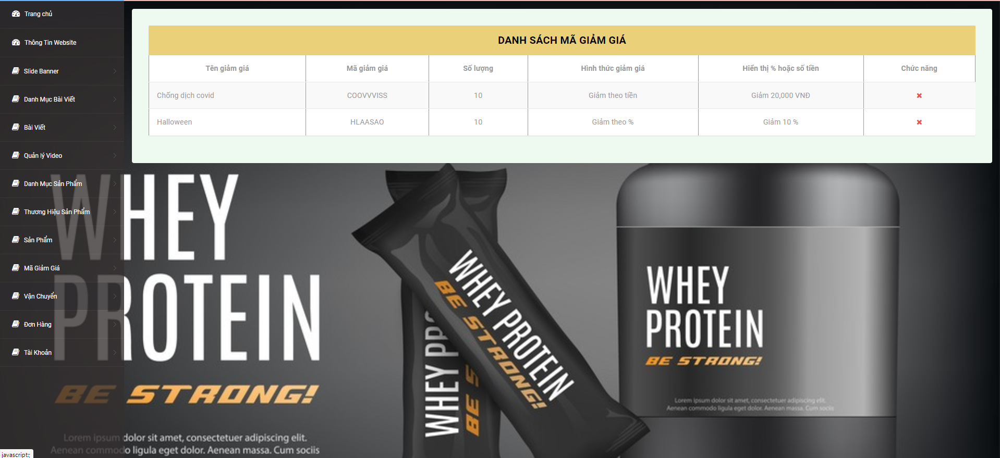 Trang chủ
Thông Tin Website
Slide Banner
Danh Mục Bài Viết
Bài Viết
Quản lý Video
Danh Mục Sản Phẩm
Thương Hiệu Sản Phẩm
Sản Phẩm
Mã Giảm Giá
Vận Chuyển
Đơn Hàng
Tài Khoản
DANH SÁCH MÃ GIẢM GIÁ
Tên giảm giá Mã giảm giá Số lượng Hình thức giảm giá Hiển thị % hoặc số tiền Chức năng
Chống dịch covid COOVVVISS 10 Giảm theo tiền Giảm 20,000 VNĐ
Halloween HLAASAO 10 Giảm theo % Giảm 10 %
WHEY
PROTEIN
BE STRONG!
Lorem ipsum dolor sit amet, consectetuer adipiscing elit.
Aenean commodo ligula eget dolor. Aenean massa. Cum sociis
WHEY PRO
BE S
WHEY PROTEIN
BE STRONG!
WHEY
PROTEIN
BE STRONG!
Lorem ipsum dolor sit amet, consectetuer adipiscing elit.
Aenean commodo ligula eget dolor. Aenean massa. Cum sociis
javascript:;